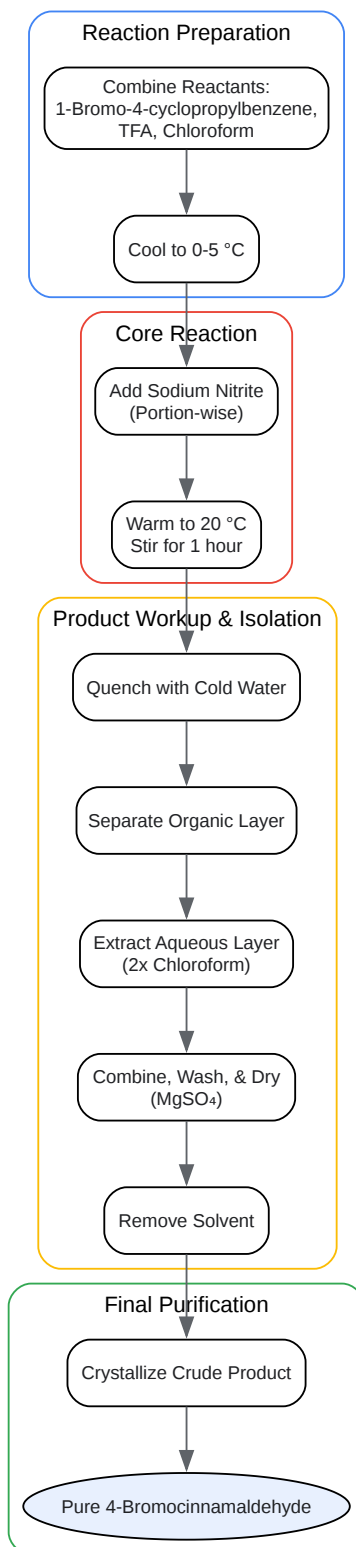 Reaction Preparation
Combine Reactants:
1-Bromo-4-cyclopropylbenzene,
TFA, Chloroform
Cool to 0-5 °C
Core Reaction
Add Sodium Nitrite
(Portion-wise)
Warm to 20 °C
Stir for 1 hour
Product Workup & Isolation
Quench with Cold Water
Separate Organic Layer
Extract Aqueous Layer
(2x Chloroform)
Combine, Wash, & Dry
(MgSO₄)
Remove Solvent
Final Purification
Crystallize Crude Product
Pure 4-Bromocinnamaldehyde